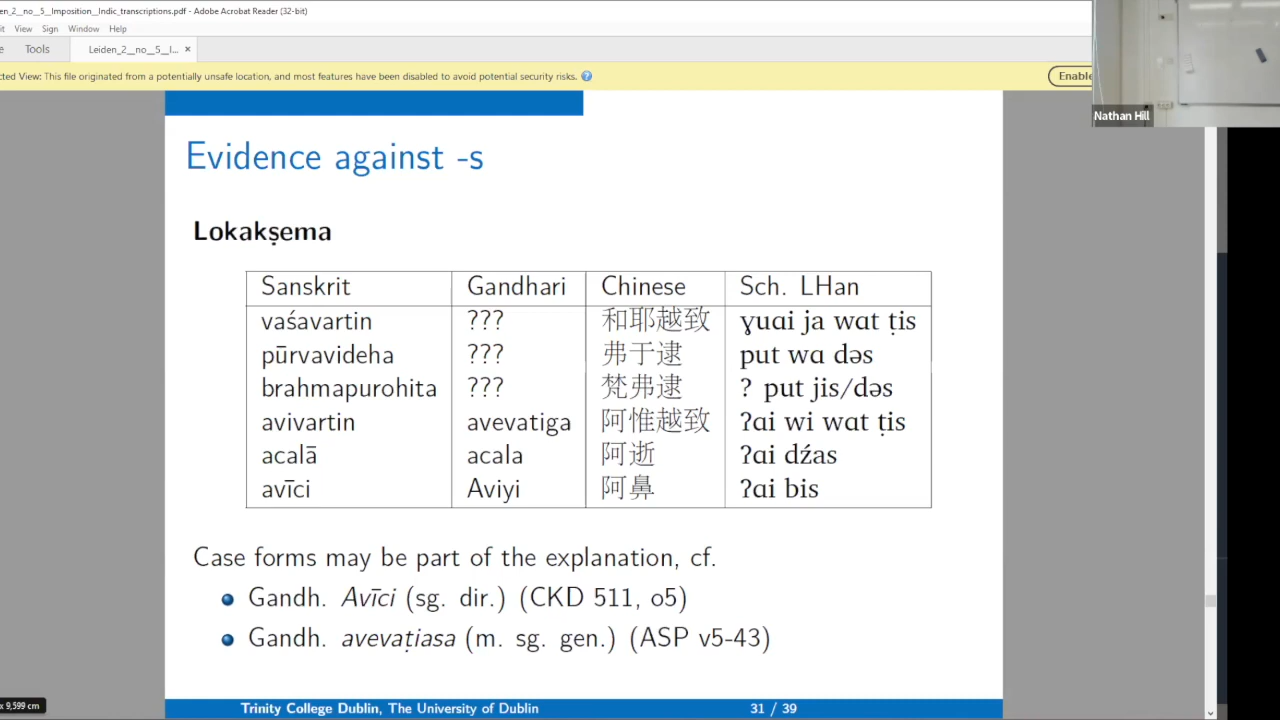 en_2__no__5__Imposition__Indic_transcriptions.pdf - Adobe Acrobat Reader (32-bit)
it View Sign Window Help
e Tools Leiden_2__no__5__I... ×
cted View: This file originated from a potentially unsafe location, and most features have been disabled to avoid potential security risks. ? Enable
Nathan Hill
Evidence against -s
Lokakṣema
Sanskrit Gandhari Chinese Sch. LHan
vaśavartin ??? 和耶越致 ɣuɑi ja wɑt ṭis
pūrvavideha ??? 弗于逮 put wɑ dəs
brahmapurohita ??? 梵弗逮 ? put jis/dəs
avivartin avevatiga 阿惟越致 ʔɑi wi wɑt ṭis
acalā acala 阿逝 ʔɑi dźas
avīci Aviyi 阿鼻 ʔɑi bis
Case forms may be part of the explanation, cf.
Gandh. Avīci (sg. dir.) (CKD 511, o5)
Gandh. avevaṭiasa (m. sg. gen.) (ASP v5-43)
x 9,599 cm
Trinity College Dublin, The University of Dublin 31 / 39